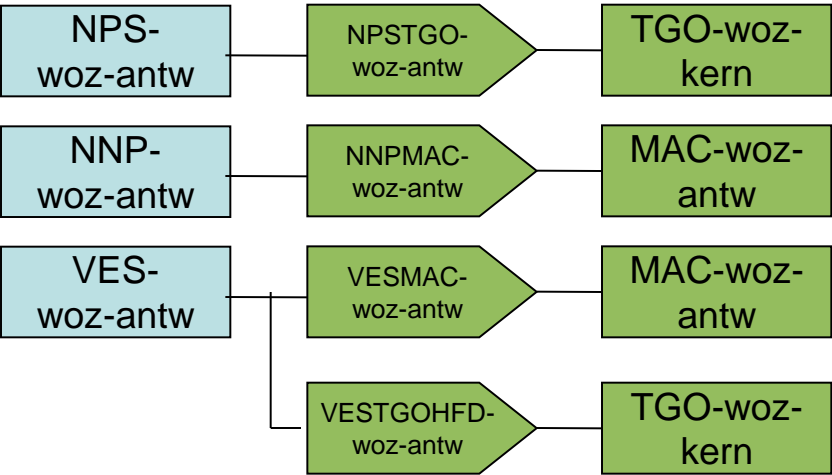 NPS-
woz-antw
NPSTGO-
woz-antw
TGO-woz-
kern
NNP-
woz-antw
NNPMAC-
woz-antw
MAC-woz-
antw
VES-
woz-antw
VESMAC-
woz-antw
MAC-woz-
antw
VESTGOHFD-
woz-antw
TGO-woz-
kern